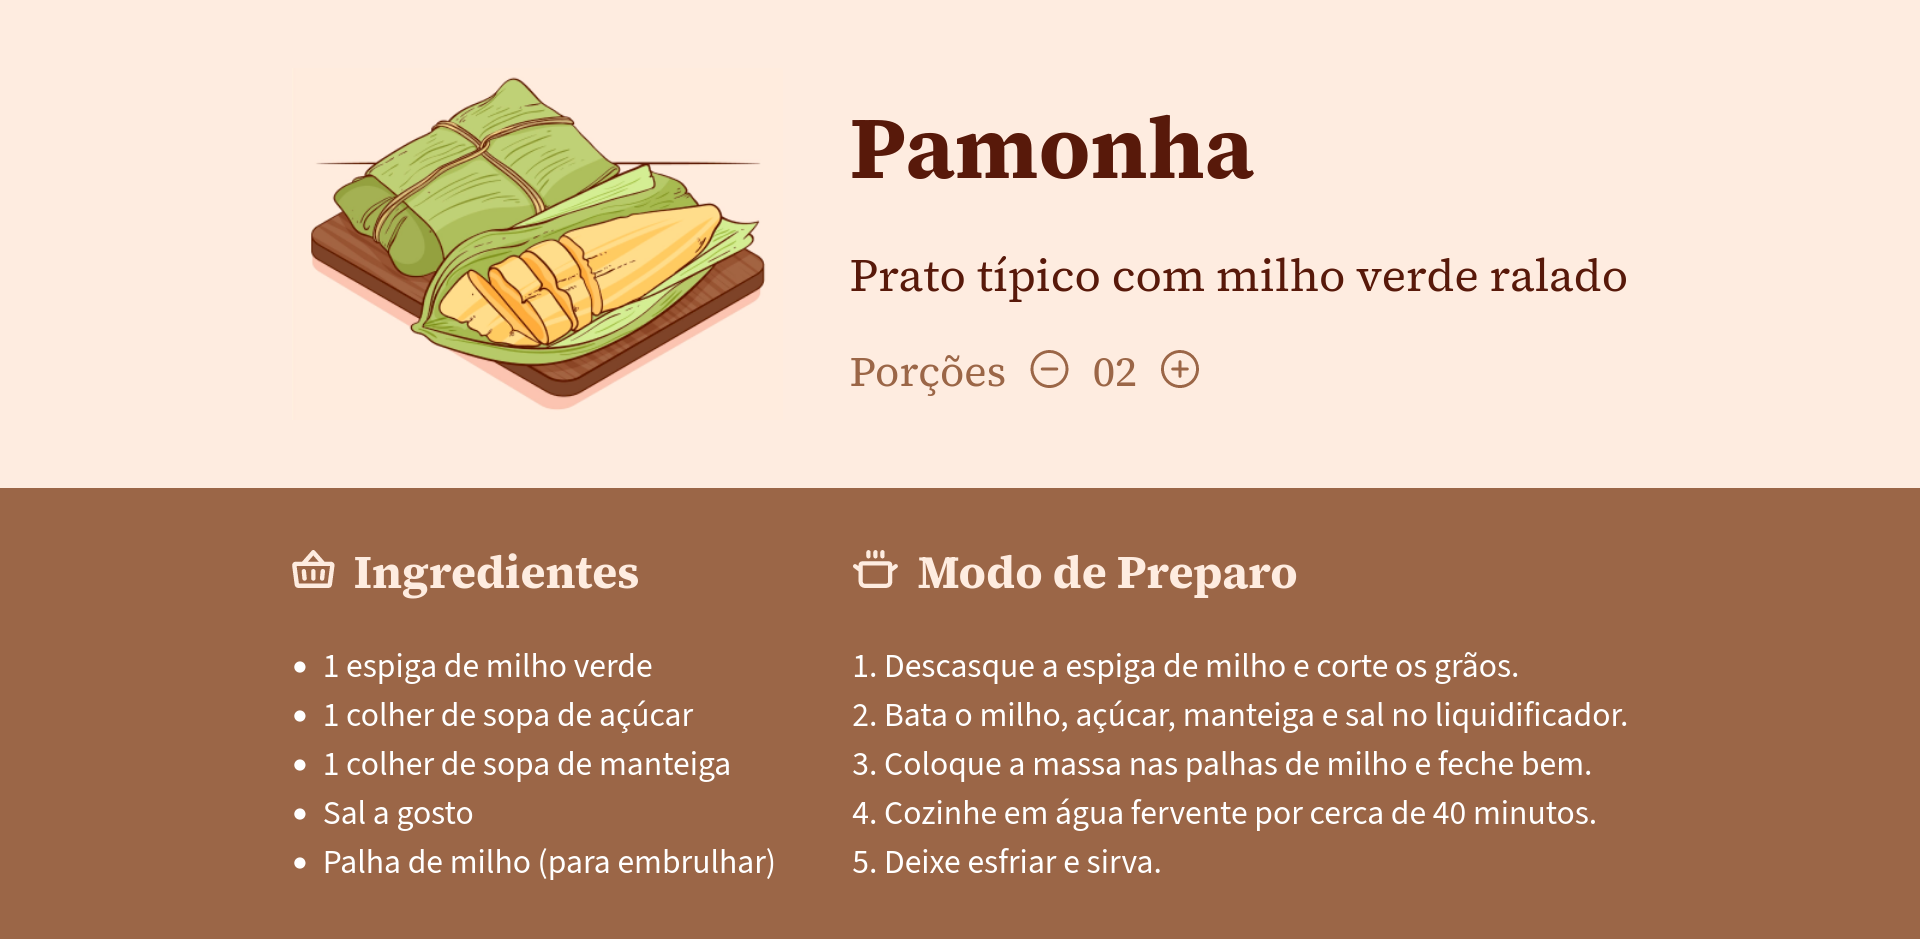 Pamonha
Prato típico com milho verde ralado
Porções 02
Ingredientes
• 1 espiga de milho verde
• 1 colher de sopa de açúcar
• 1 colher de sopa de manteiga
• Sal a gosto
• Palha de milho (para embrulhar)
Modo de Preparo
1. Descasque a espiga de milho e corte os grãos.
2. Bata o milho, açúcar, manteiga e sal no liquidificador.
3. Coloque a massa nas palhas de milho e feche bem.
4. Cozinhe em água fervente por cerca de 40 minutos.
5. Deixe esfriar e sirva.